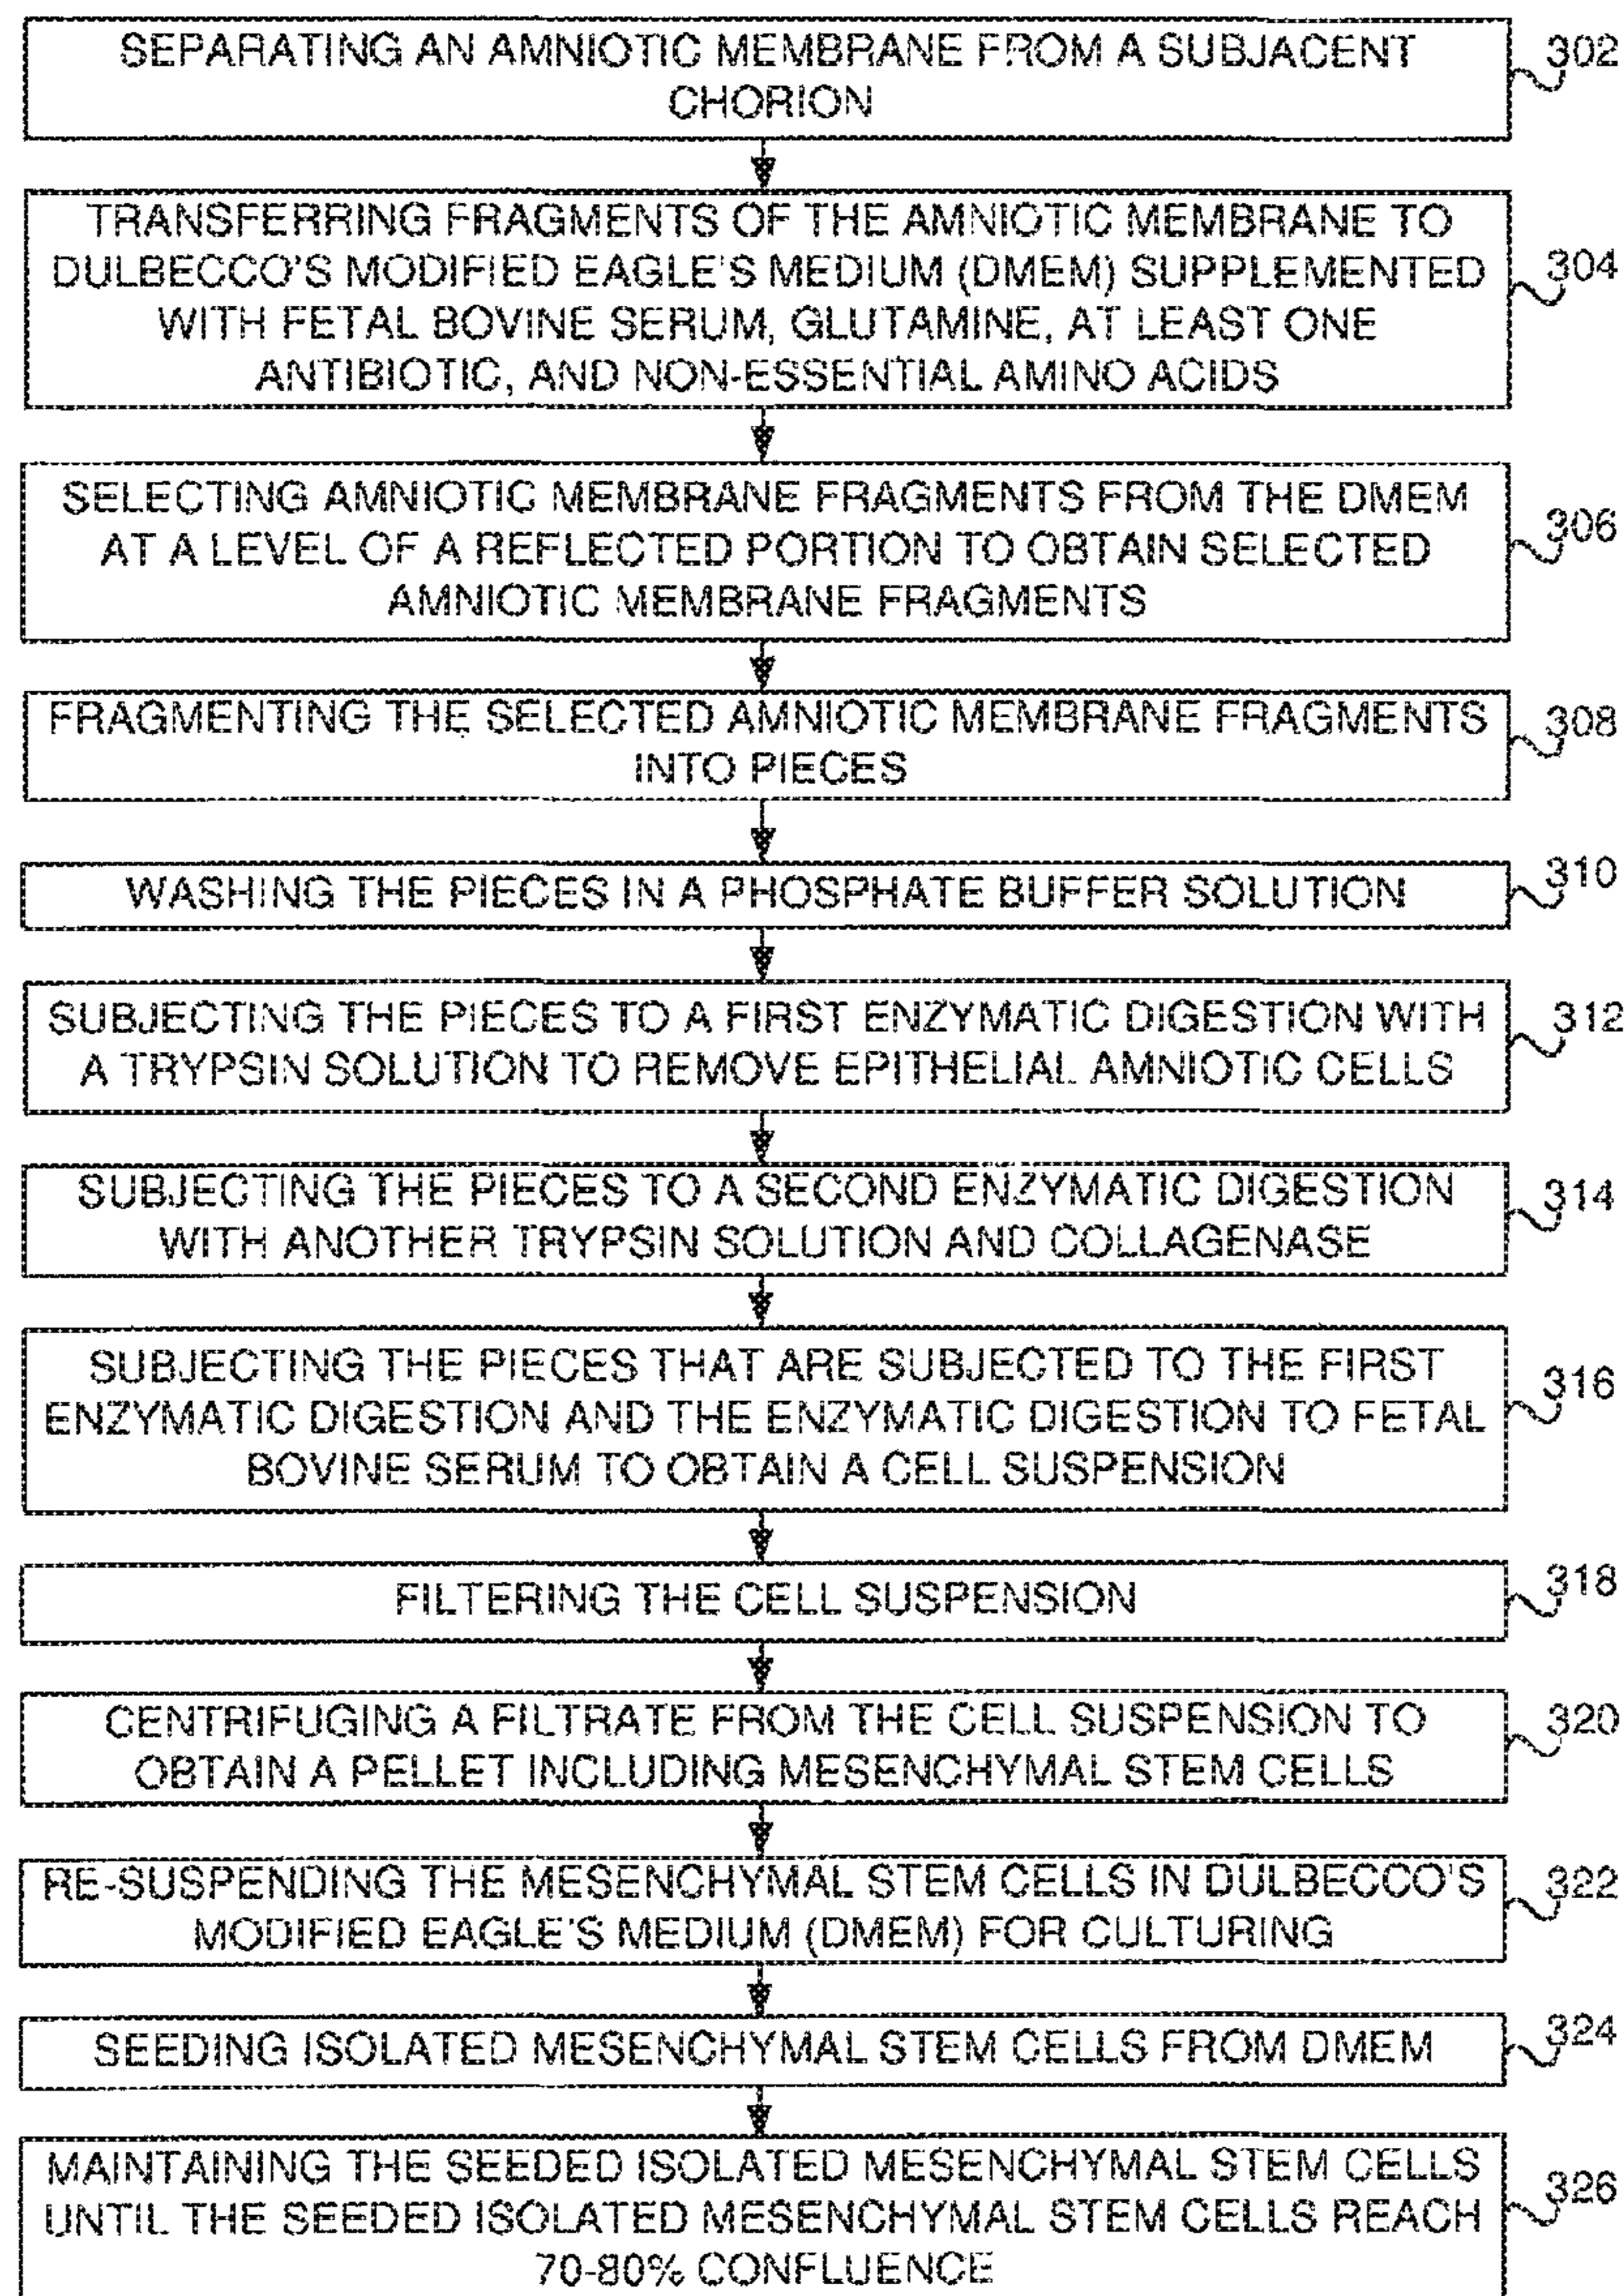 SEPARATING AN AMNIOTIC MEMBRANE FROM A SUBJACENT
CHORION
302
TRANSFERRING FRAGMENTS OF THE AMNIOTIC MEMBRANE TO
DULBECCO'S MODIFIED EAGLE'S MEDIUM (DMEM) SUPPLEMENTED
WITH FETAL BOVINE SERUM, GLUTAMINE, AT LEAST ONE
ANTIBIOTIC, AND NON-ESSENTIAL AMINO ACIDS
304
SELECTING AMNIOTIC MEMBRANE FRAGMENTS FROM THE DMEM
AT A LEVEL OF A REFLECTED PORTION TO OBTAIN SELECTED
AMNIOTIC MEMBRANE FRAGMENTS
306
FRAGMENTING THE SELECTED AMNIOTIC MEMBRANE FRAGMENTS
INTO PIECES
308
WASHING THE PIECES IN A PHOSPHATE BUFFER SOLUTION
310
SUBJECTING THE PIECES TO A FIRST ENZYMATIC DIGESTION WITH
A TRYPSIN SOLUTION TO REMOVE EPITHELIAL AMNIOTIC CELLS
312
SUBJECTING THE PIECES TO A SECOND ENZYMATIC DIGESTION
WITH ANOTHER TRYPSIN SOLUTION AND COLLAGENASE
314
SUBJECTING THE PIECES THAT ARE SUBJECTED TO THE FIRST
ENZYMATIC DIGESTION AND THE ENZYMATIC DIGESTION TO FETAL
BOVINE SERUM TO OBTAIN A CELL SUSPENSION
316
FILTERING THE CELL SUSPENSION
318
CENTRIFUGING A FILTRATE FROM THE CELL SUSPENSION TO
OBTAIN A PELLET INCLUDING MESENCHYMAL STEM CELLS
320
RE-SUSPENDING THE MESENCHYMAL STEM CELLS IN DULBECCO'S
MODIFIED EAGLE'S MEDIUM (DMEM) FOR CULTURING
322
SEEDING ISOLATED MESENCHYMAL STEM CELLS FROM DMEM
324
MAINTAINING THE SEEDED ISOLATED MESENCHYMAL STEM CELLS
UNTIL THE SEEDED ISOLATED MESENCHYMAL STEM CELLS REACH
70-80% CONFLUENCE
326